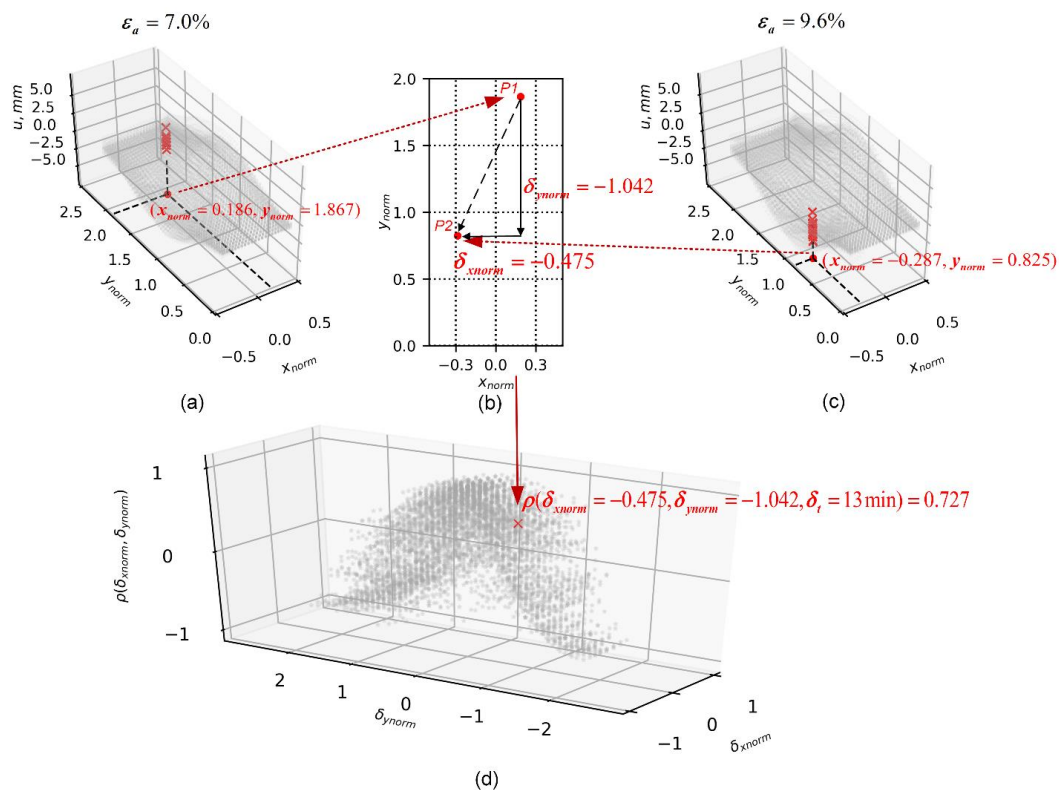 εₐ = 7.0%
εₐ = 9.6%
u, mm
5.0
2.5
0.0
−2.5
−5.0
2.5
2.0
1.5
1.0
0.5
0.0
y_norm
−0.5
0.0
0.5
x_norm
(x_norm = 0.186, y_norm = 1.867)
(a)
2.0
1.5
1.0
0.5
0.0
y_norm
P1
P2
δ_ynorm = −1.042
δ_xnorm = −0.475
−0.3
0.0
0.3
x_norm
(b)
u, mm
5.0
2.5
0.0
−2.5
−5.0
2.5
2.0
1.5
1.0
0.5
0.0
y_norm
−0.5
0.0
0.5
x_norm
(x_norm = −0.287, y_norm = 0.825)
(c)
ρ(δ_xnorm = −0.475, δ_ynorm = −1.042, δ_t = 13 min) = 0.727
ρ(δ_xnorm, δ_ynorm)
1
0
−1
2
1
0
−1
−2
δ_ynorm
−1
0
1
δ_xnorm
(d)